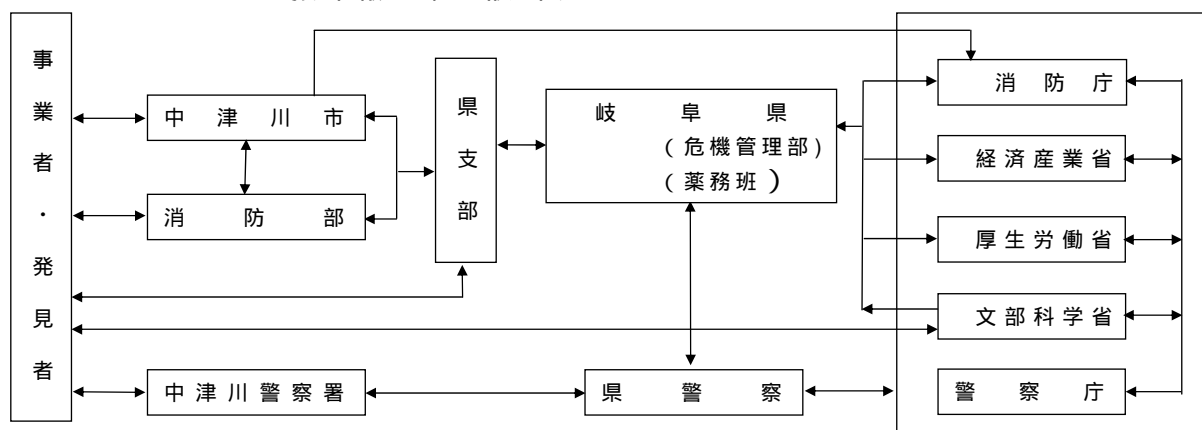 事業者・発見者
中津川市
消防部
県支部
岐阜県
(危機管理部)
(薬務班)
消防庁
経済産業省
厚生労働省
文部科学省
警察庁
中津川警察署
県警察